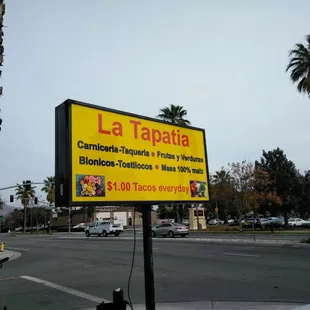 La Tapatia
Carniceria-Taqueria • Frutas y Verduras
Bionicos-Tostilocos • Masa 100% maiz
$1.00 Tacos everyday